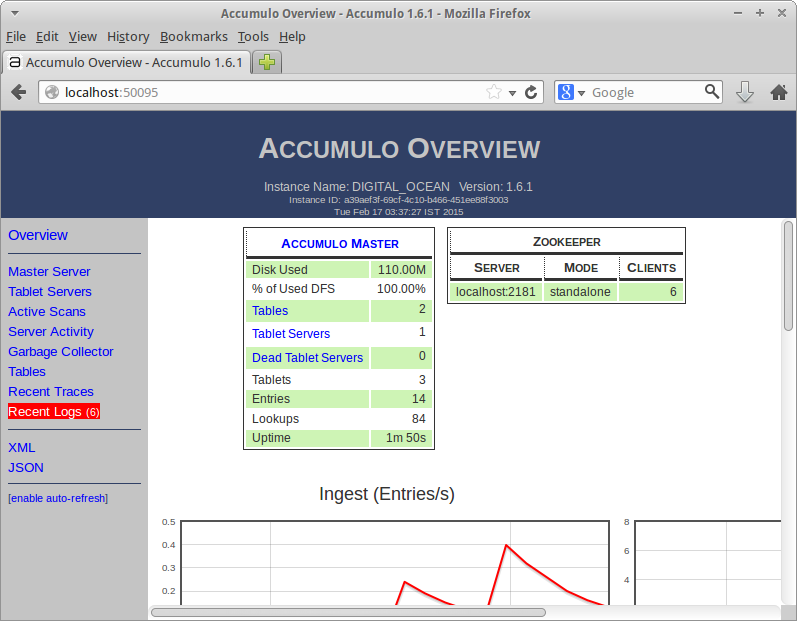 Accumulo Overview - Accumulo 1.6.1 - Mozilla Firefox
File Edit View History Bookmarks Tools Help
Accumulo Overview - Accumulo 1.6.1
localhost:50095
Google
ACCUMULO OVERVIEW
Instance Name: DIGITAL_OCEAN Version: 1.6.1
Instance ID: a39aef3f-69cf-4c10-b466-451ee88f3003
Tue Feb 17 03:37:27 IST 2015
Overview
Master Server
Tablet Servers
Active Scans
Server Activity
Garbage Collector
Tables
Recent Traces
Recent Logs (6)
XML
JSON
[enable auto-refresh]
ACCUMULO MASTER
Disk Used 110.00M
% of Used DFS 100.00%
Tables 2
Tablet Servers 1
Dead Tablet Servers 0
Tablets 3
Entries 14
Lookups 84
Uptime 1m 50s
ZOOKEEPER
SERVER MODE CLIENTS
localhost:2181 standalone 6
Ingest (Entries/s)
0.5
0.4
0.3
0.2
8
6
4